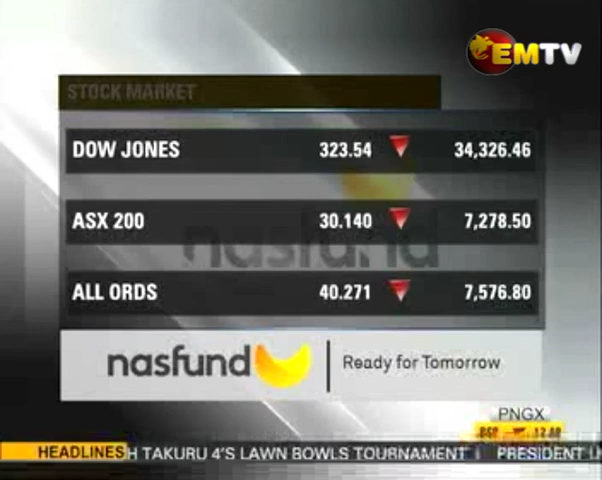 EMTV
STOCK MARKET
DOW JONES 323.54 34,326.46
ASX 200 30.140 7,278.50
nasfund
ALL ORDS 40.271 7,576.80
nasfund Ready for Tomorrow
PNGX
HEADLINES H TAKURU 4'S LAWN BOWLS TOURNAMENT PRESIDENT